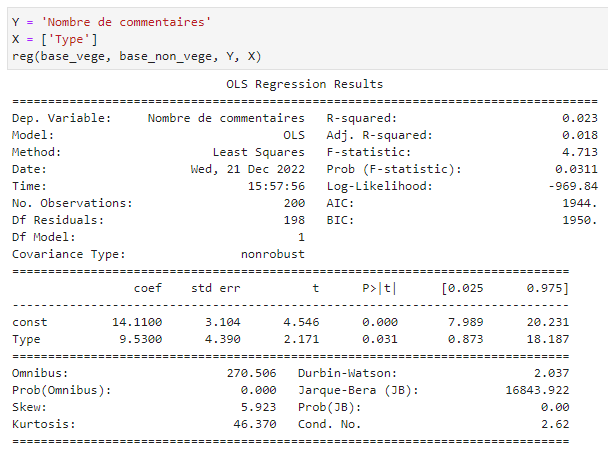 Y = 'Nombre de commentaires'
X = ['Type']
reg(base_vege, base_non_vege, Y, X)
OLS Regression Results
==============================================================================
Dep. Variable: Nombre de commentaires R-squared: 0.023
Model: OLS Adj. R-squared: 0.018
Method: Least Squares F-statistic: 4.713
Date: Wed, 21 Dec 2022 Prob (F-statistic): 0.0311
Time: 15:57:56 Log-Likelihood: -969.84
No. Observations: 200 AIC: 1944.
Df Residuals: 198 BIC: 1950.
Df Model: 1
Covariance Type: nonrobust
==============================================================================
coef std err t P>|t| [0.025 0.975]
------------------------------------------------------------------------------
const 14.1100 3.104 4.546 0.000 7.989 20.231
Type 9.5300 4.390 2.171 0.031 0.873 18.187
==============================================================================
Omnibus: 270.506 Durbin-Watson: 2.037
Prob(Omnibus): 0.000 Jarque-Bera (JB): 16843.922
Skew: 5.923 Prob(JB): 0.00
Kurtosis: 46.370 Cond. No. 2.62
==============================================================================